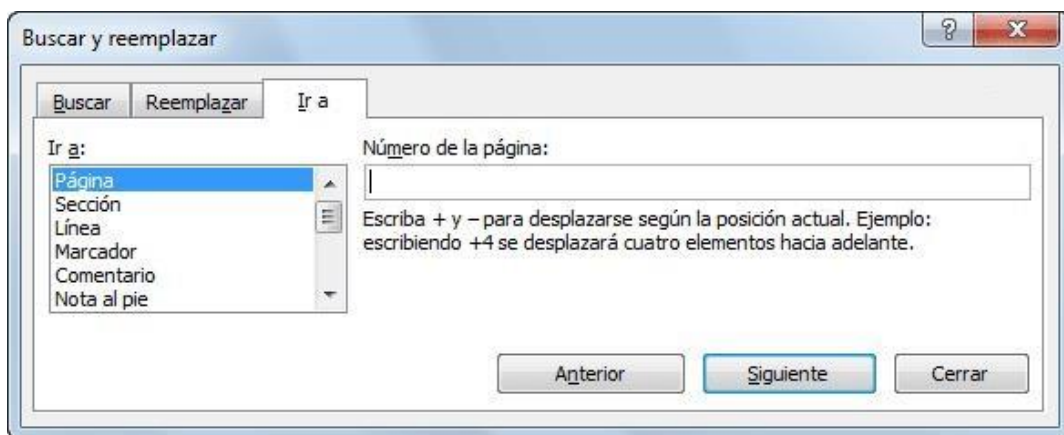 Buscar y reemplazar
Buscar
Reemplazar
Ir a
Ir a:
Página
Sección
Línea
Marcador
Comentario
Nota al pie
Número de la página:
Escriba + y – para desplazarse según la posición actual. Ejemplo:
escribiendo +4 se desplazará cuatro elementos hacia adelante.
Anterior
Siguiente
Cerrar